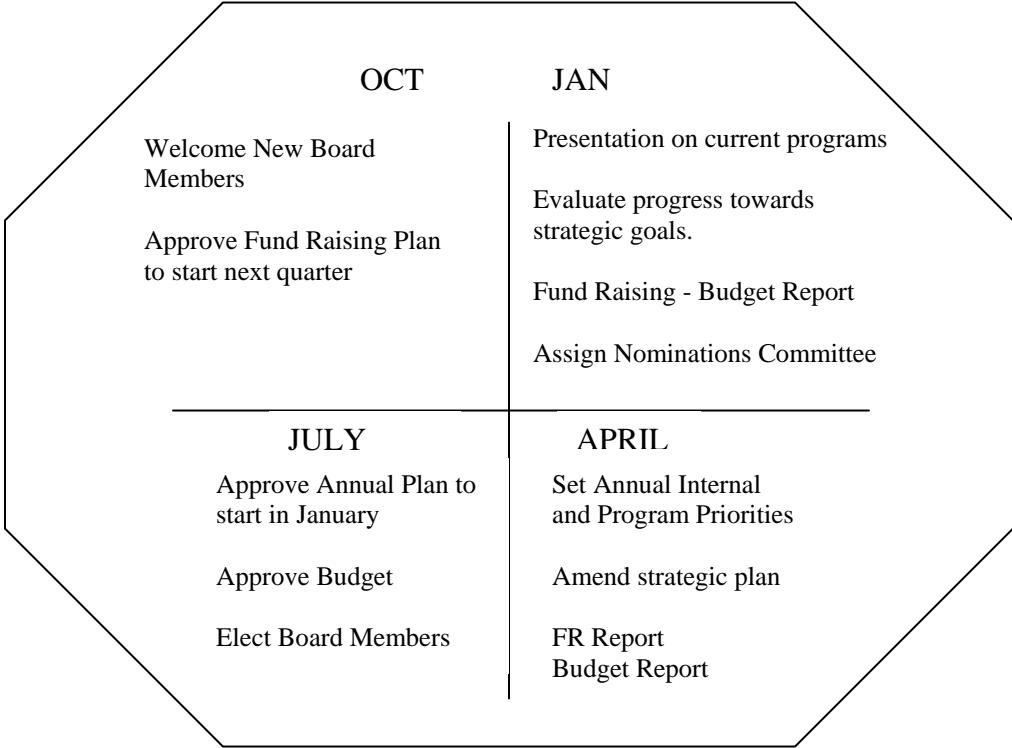 OCT
Welcome New Board
Members
Approve Fund Raising Plan
to start next quarter
JAN
Presentation on current programs
Evaluate progress towards
strategic goals.
Fund Raising - Budget Report
Assign Nominations Committee
JULY
Approve Annual Plan to
start in January
Approve Budget
Elect Board Members
APRIL
Set Annual Internal
and Program Priorities
Amend strategic plan
FR Report
Budget Report